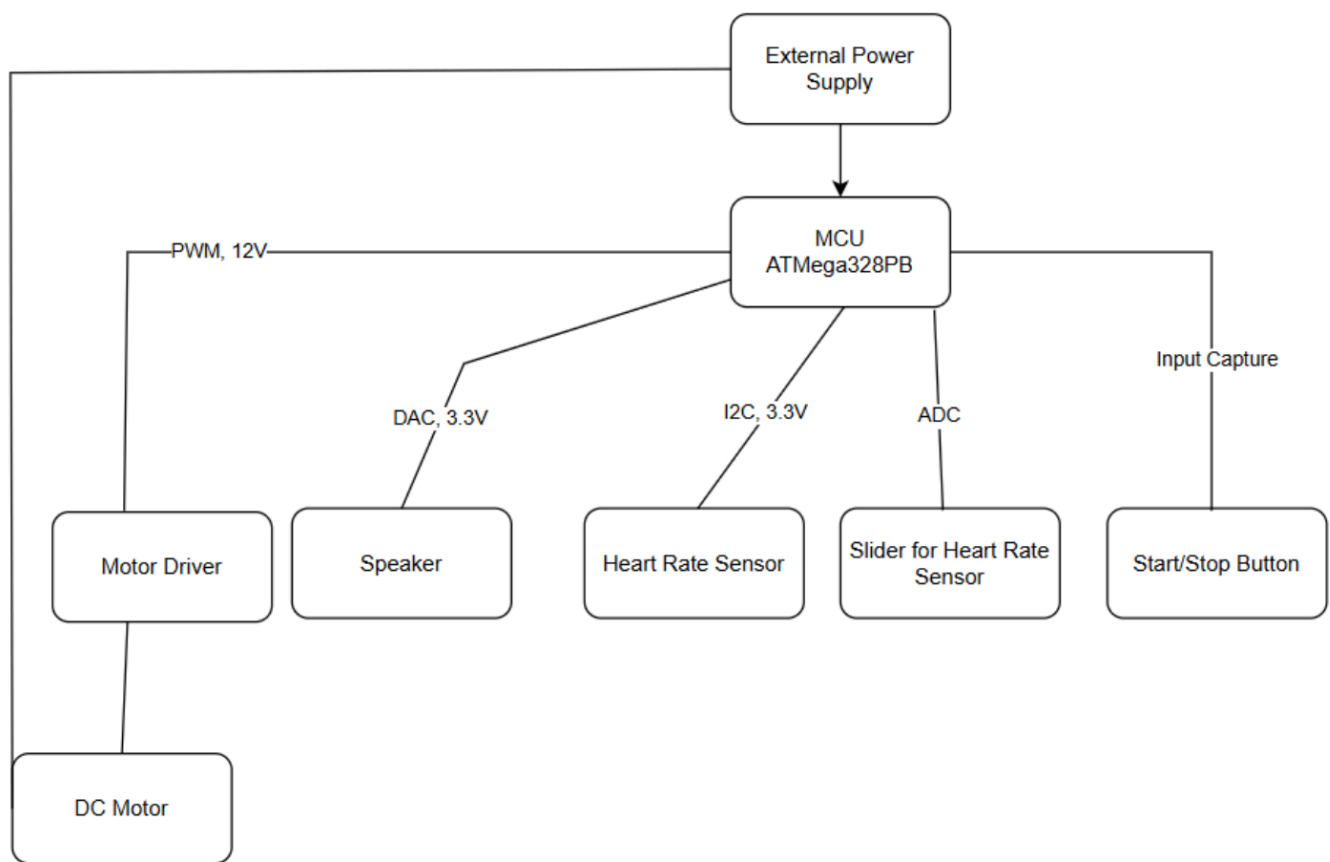 External Power
Supply
MCU
ATMega328PB
PWM, 12V
Input Capture
DAC, 3.3V
I2C, 3.3V
ADC
Motor Driver
Speaker
Heart Rate Sensor
Slider for Heart Rate
Sensor
Start/Stop Button
DC Motor